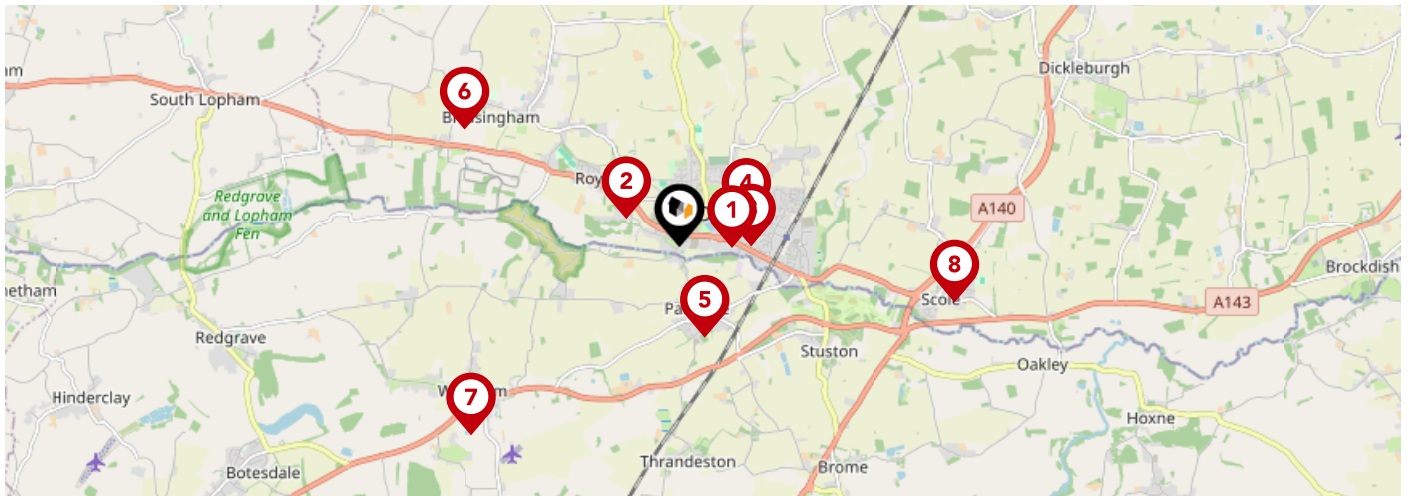 Dickleburgh
South Lopham
6
Bressingham
2
4
Redgrave
and Lopham
Fen
1
A140
8
Brockdish
5
Scole
A143
Redgrave
Stuston
Oakley
7
Hinderclay
Hoxne
Botesdale
Thrandeston
Brome